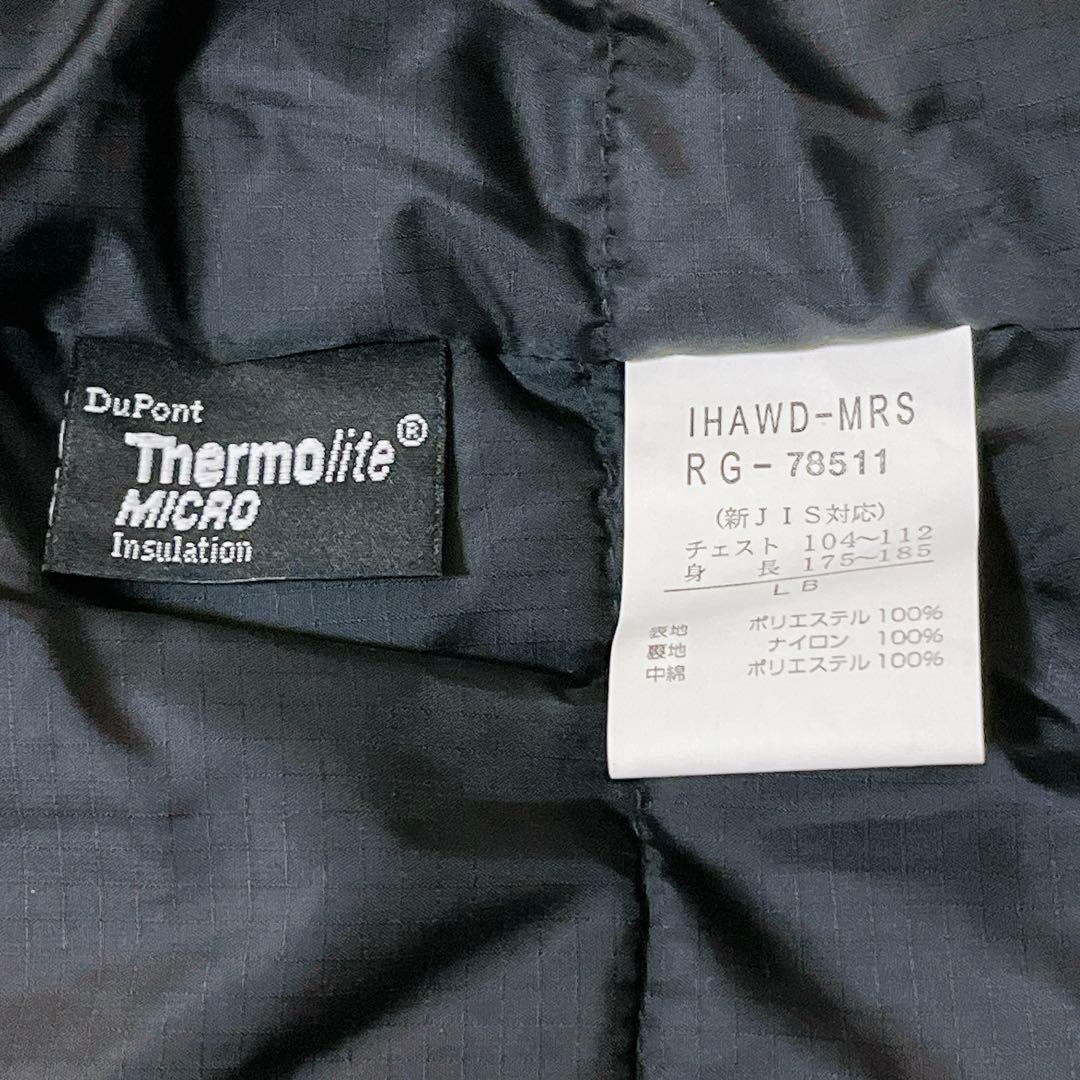 DuPont
Thermolite®
MICRO
Insulation
IHAWD-MRS
RG-78511
(新JIS対応)
チェスト 104～112
身長 175～185
LB
表地 ポリエステル 100%
裏地 ナイロン 100%
中綿 ポリエステル 100%